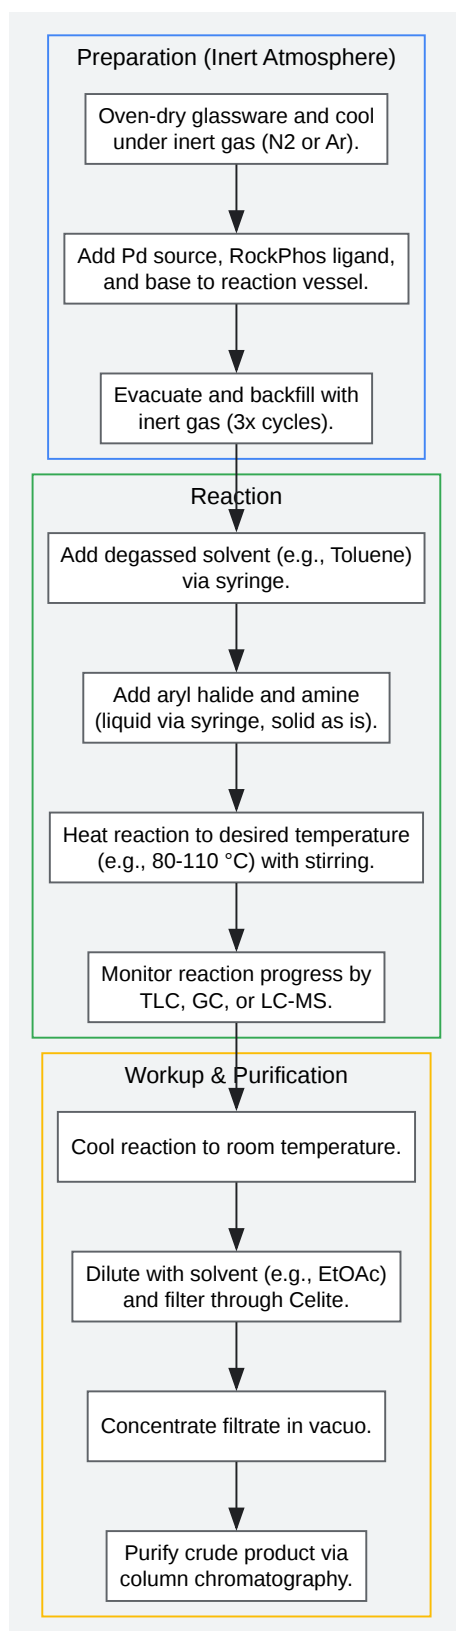 Preparation (Inert Atmosphere)
Oven-dry glassware and cool
under inert gas (N2 or Ar).
Add Pd source, RockPhos ligand,
and base to reaction vessel.
Evacuate and backfill with
inert gas (3x cycles).
Reaction
Add degassed solvent (e.g., Toluene)
via syringe.
Add aryl halide and amine
(liquid via syringe, solid as is).
Heat reaction to desired temperature
(e.g., 80-110 °C) with stirring.
Monitor reaction progress by
TLC, GC, or LC-MS.
Workup & Purification
Cool reaction to room temperature.
Dilute with solvent (e.g., EtOAc)
and filter through Celite.
Concentrate filtrate in vacuo.
Purify crude product via
column chromatography.